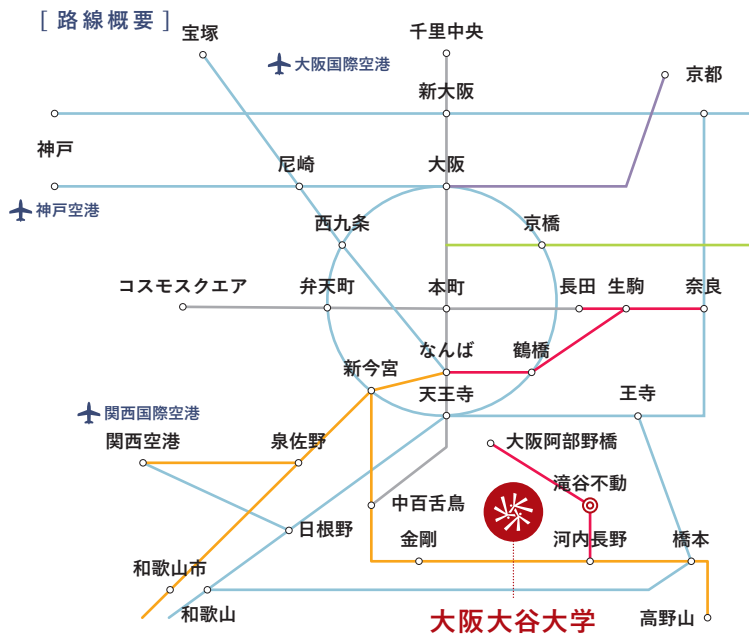 [ 路線概要 ]
宝塚
千里中央
大阪国際空港
京都
新大阪
神戸
尼崎
大阪
神戸空港
西九条
京橋
コスモスクエア
弁天町
本町
長田
生駒
奈良
なんば
鶴橋
新今宮
天王寺
王寺
関西国際空港
関西空港
泉佐野
大阪阿部野橋
滝谷不動
中百舌鳥
日根野
金剛
河内長野
橋本
和歌山市
和歌山
大阪大谷大学
高野山